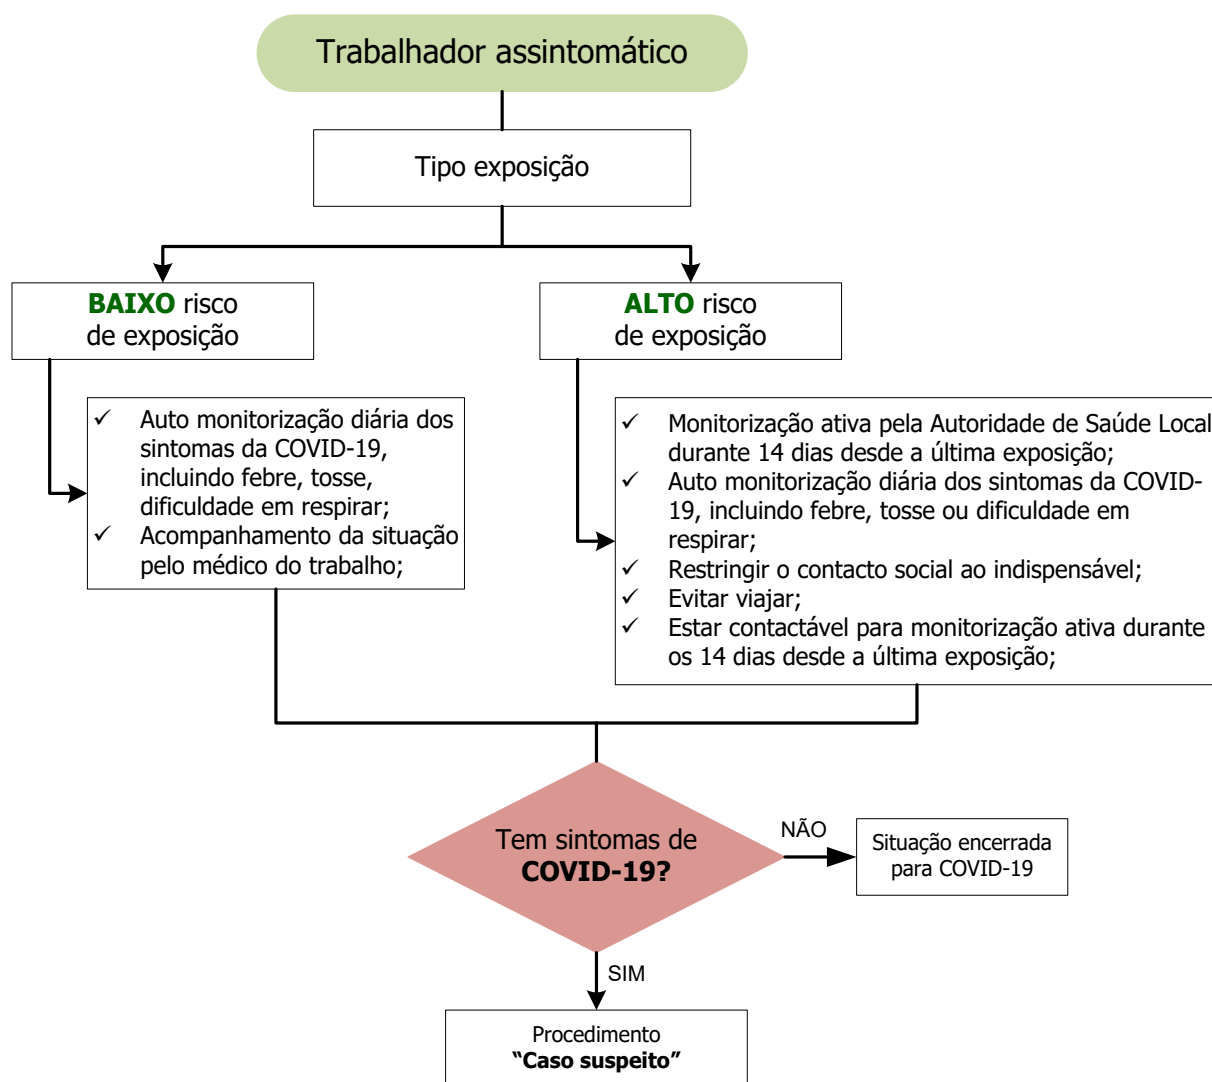 Trabalhador assintomático
Tipo exposição
BAIXO risco
de exposição
ALTO risco
de exposição
✓ Auto monitorização diária dos
sintomas da COVID-19,
incluindo febre, tosse,
dificuldade em respirar;
✓ Acompanhamento da situação
pelo médico do trabalho;
✓ Monitorização ativa pela Autoridade de Saúde Local
durante 14 dias desde a última exposição;
✓ Auto monitorização diária dos sintomas da COVID-
19, incluindo febre, tosse ou dificuldade em
respirar;
✓ Restringir o contacto social ao indispensável;
✓ Evitar viajar;
✓ Estar contactável para monitorização ativa durante
os 14 dias desde a última exposição;
Tem sintomas de
COVID-19?
NÃO
Situação encerrada
para COVID-19
SIM
Procedimento
“Caso suspeito”